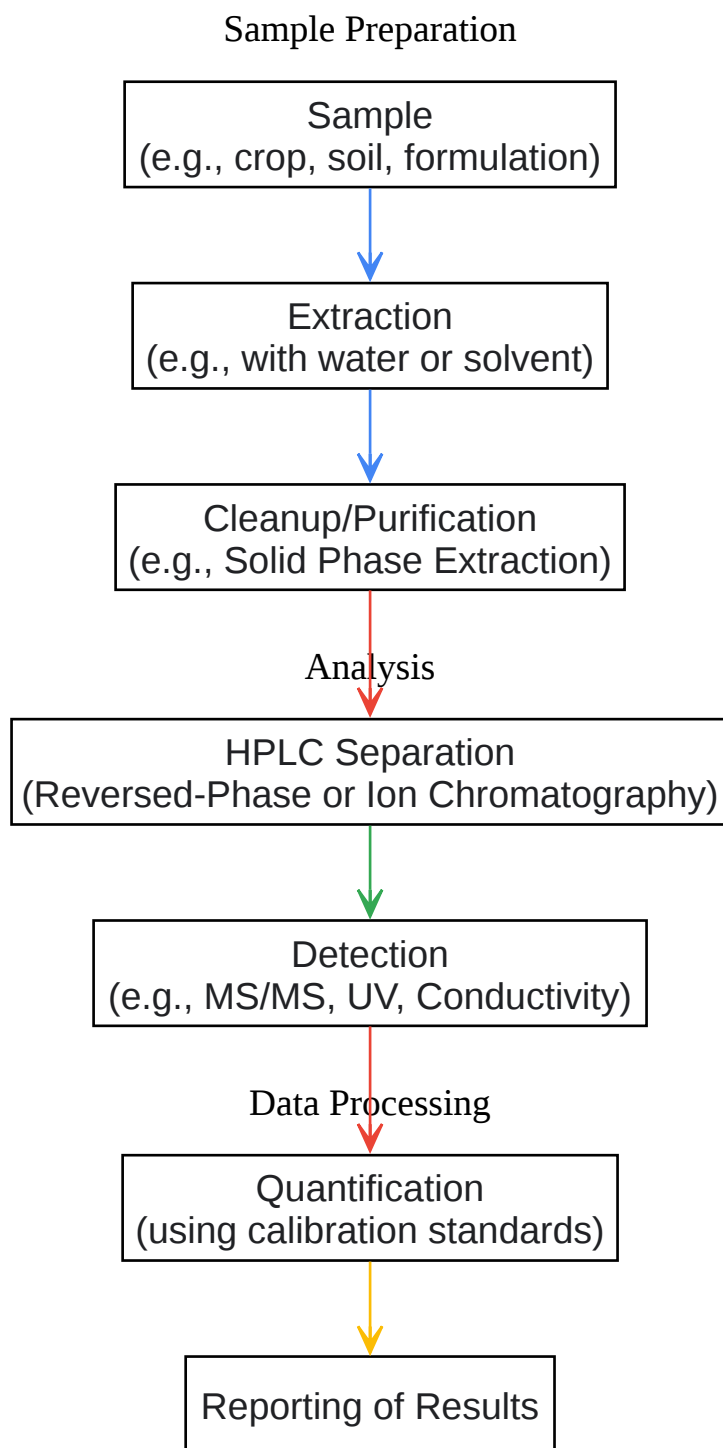 Sample Preparation
Sample
(e.g., crop, soil, formulation)
Extraction
(e.g., with water or solvent)
Cleanup/Purification
(e.g., Solid Phase Extraction)
Analysis
HPLC Separation
(Reversed-Phase or Ion Chromatography)
Detection
(e.g., MS/MS, UV, Conductivity)
Data Processing
Quantification
(using calibration standards)
Reporting of Results